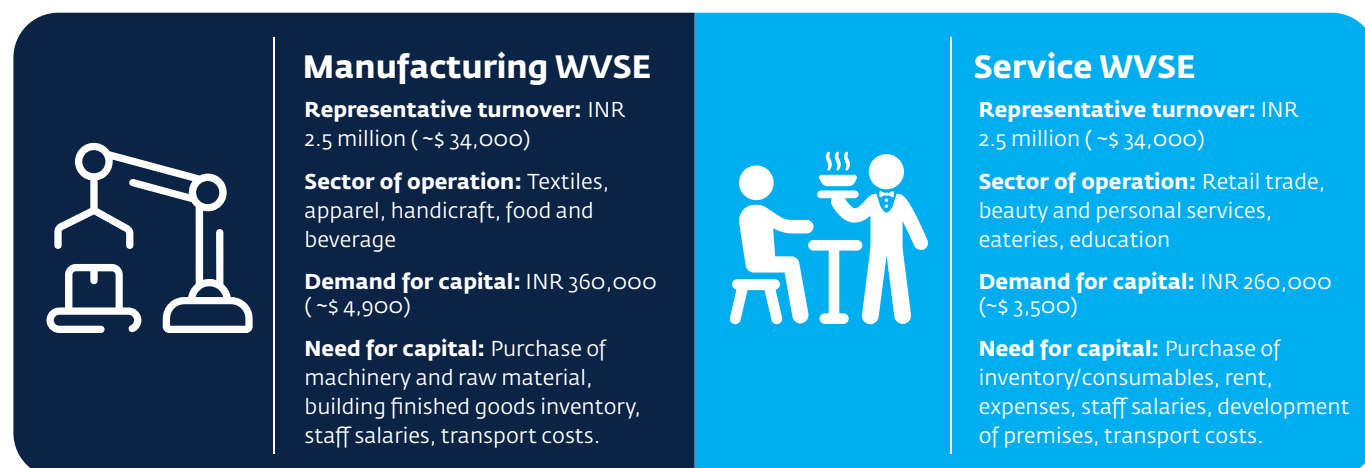 Manufacturing WVSE
Representative turnover: INR
2.5 million ( ~$ 34,000)
Sector of operation: Textiles,
apparel, handicraft, food and
beverage
Demand for capital: INR 360,000
( ~$ 4,900)
Need for capital: Purchase of
machinery and raw material,
building finished goods inventory,
staff salaries, transport costs.
Service WVSE
Representative turnover: INR
2.5 million ( ~$ 34,000)
Sector of operation: Retail trade,
beauty and personal services,
eateries, education
Demand for capital: INR 260,000
(~$ 3,500)
Need for capital: Purchase of
inventory/consumables, rent,
expenses, staff salaries, development
of premises, transport costs.